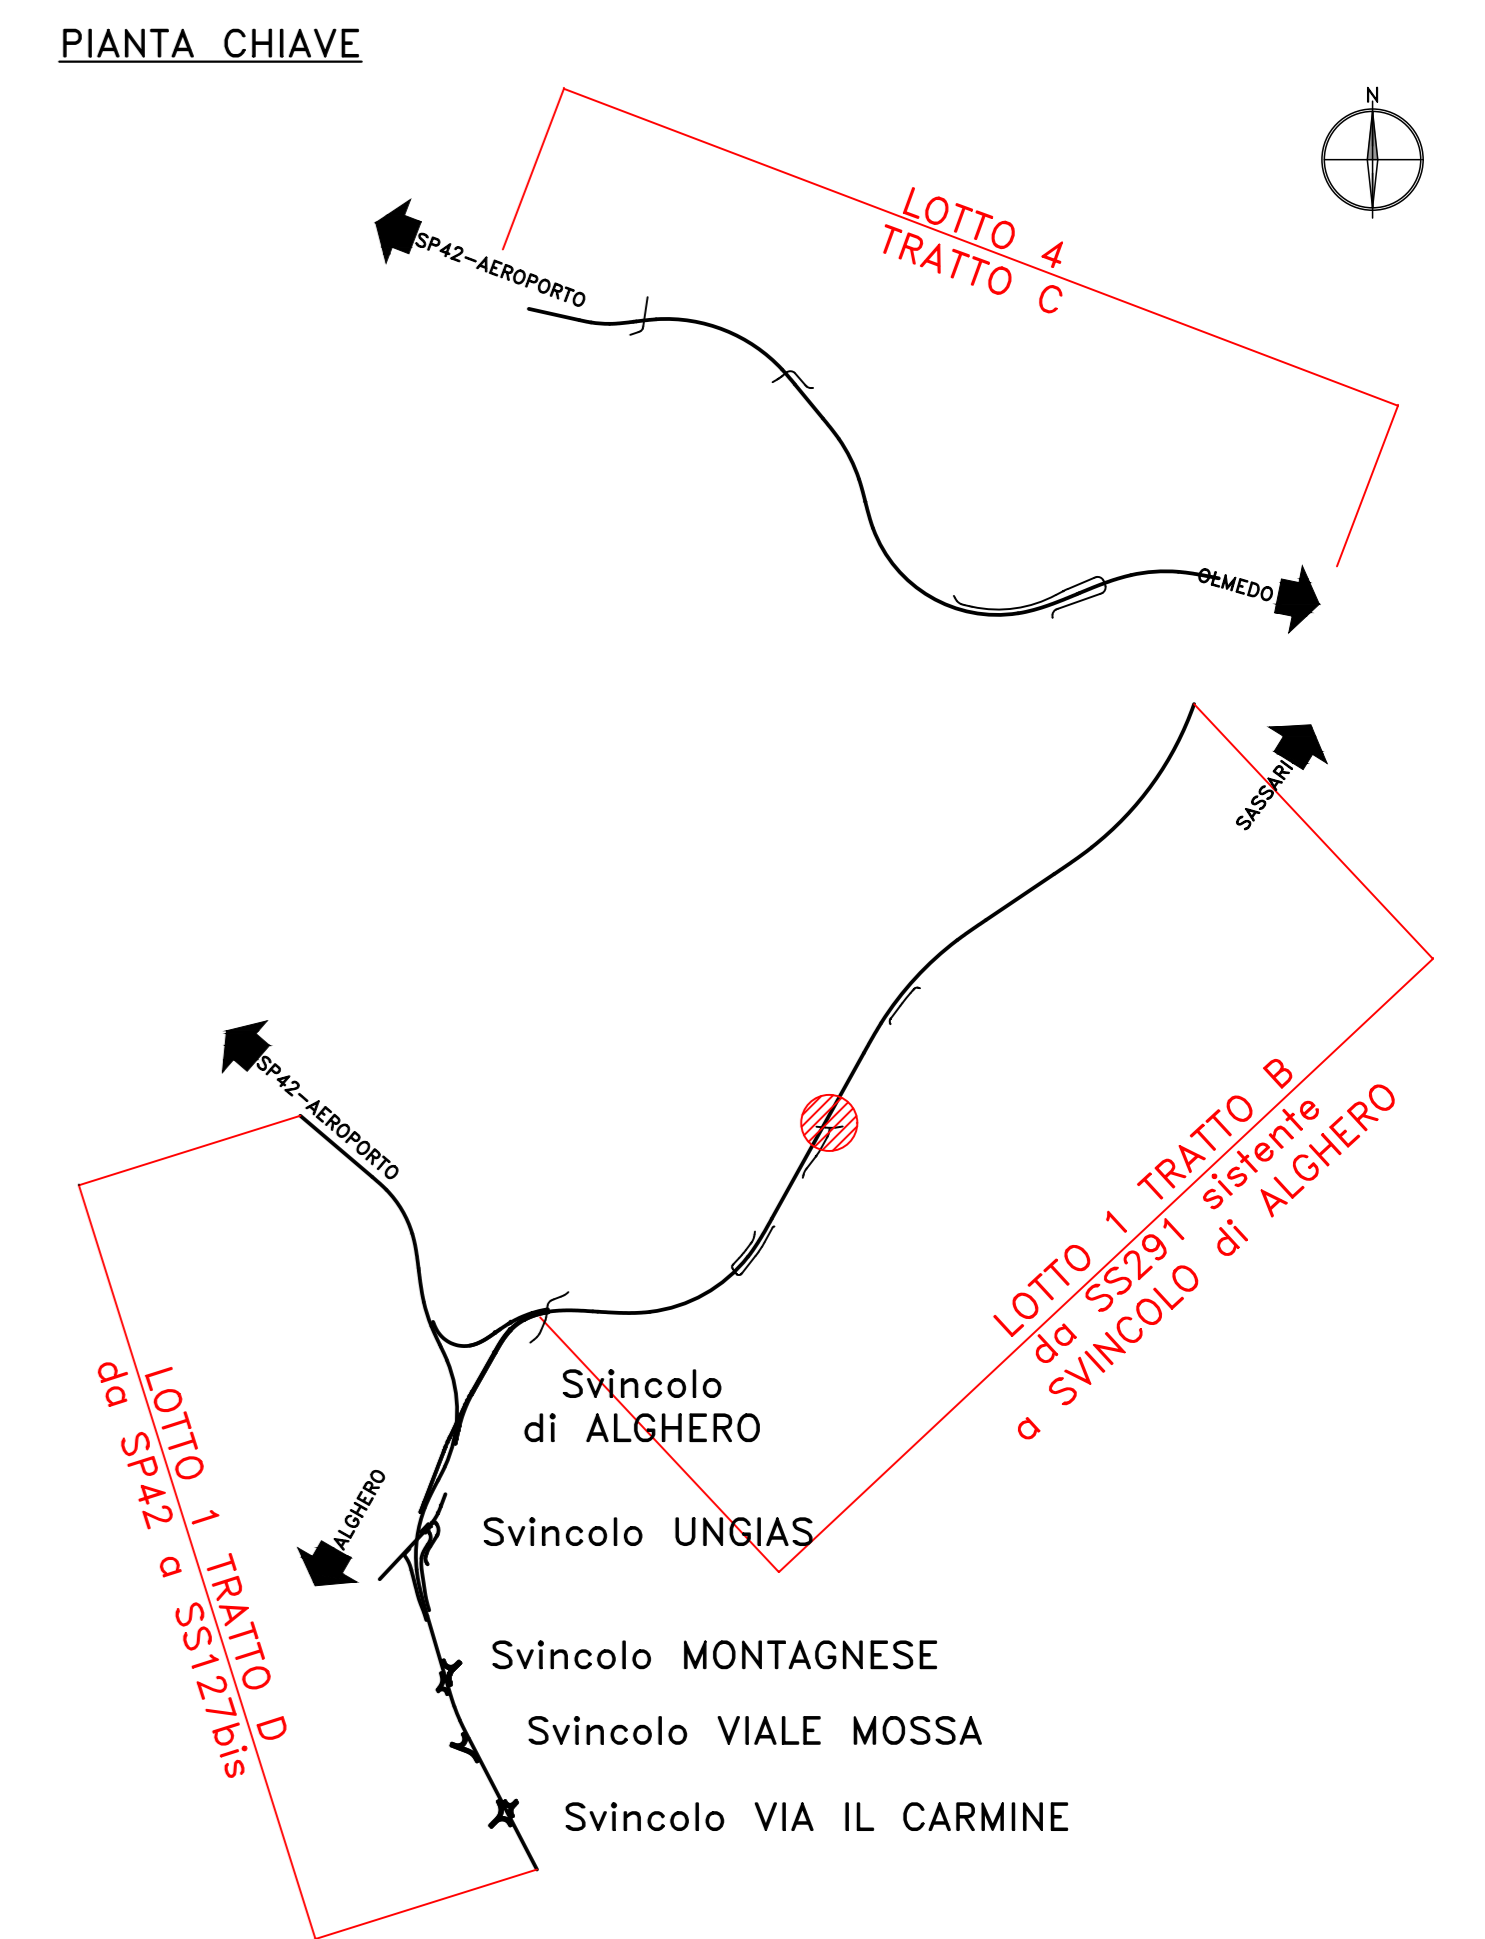 PIANTA CHIAVE
N
LOTTO 4
TRATTO C
SP42-AEROPORTO
OLMEDO
SASSARI
SP42-AEROPORTO
LOTTO 1 TRATTO B
da SS291 sistente
a SVINCOLO di ALGHERO
LOTTO 1 TRATTO D
da SP42 a SS127bis
ALGHERO
Svincolo
di ALGHERO
Svincolo UNGIAS
Svincolo MONTAGNESE
Svincolo VIALE MOSSA
Svincolo VIA IL CARMINE